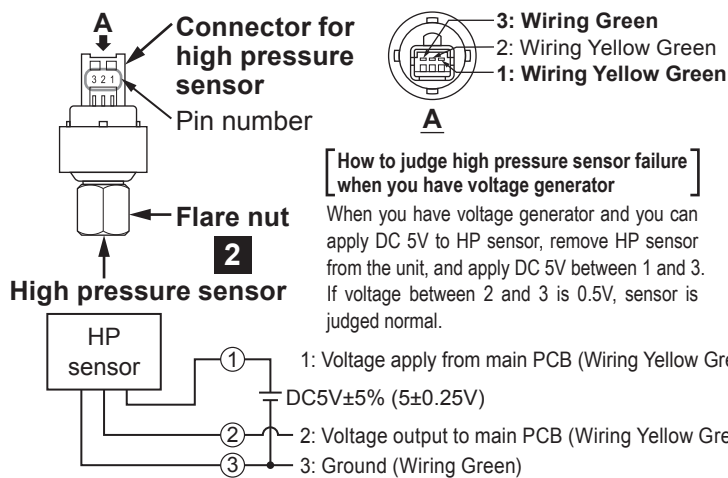 A
Connector for
high pressure
sensor
3 2 1
Pin number
Flare nut
2
High pressure sensor
3: Wiring Green
2: Wiring Yellow Green
1: Wiring Yellow Green
A
How to judge high pressure sensor failure
when you have voltage generator
When you have voltage generator and you can
apply DC 5V to HP sensor, remove HP sensor
from the unit, and apply DC 5V between 1 and 3.
If voltage between 2 and 3 is 0.5V, sensor is
judged normal.
HP
sensor
1
1: Voltage apply from main PCB (Wiring Yellow Gre
DC5V±5% (5±0.25V)
2
2: Voltage output to main PCB (Wiring Yellow Gre
3
3: Ground (Wiring Green)